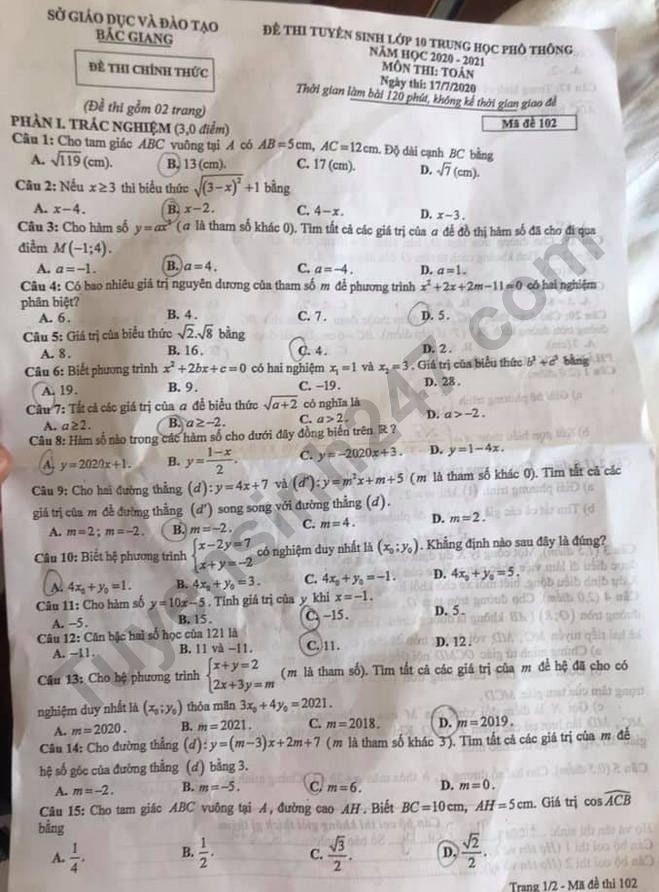 SỞ GIÁO DỤC VÀ ĐÀO TẠO
BẮC GIANG
ĐỀ THI CHÍNH THỨC
(Đề thi gồm 02 trang)
ĐỀ THI TUYỂN SINH LỚP 10 TRUNG HỌC PHỔ THÔNG
NĂM HỌC 2020 - 2021
MÔN THI: TOÁN
Ngày thi: 17/7/2020
Thời gian làm bài 120 phút, không kể thời gian giao đề
Mã đề 102
PHẦN I. TRẮC NGHIỆM (3,0 điểm)
Câu 1: Cho tam giác ABC vuông tại A có AB=5cm, AC=12cm. Độ dài cạnh BC bằng
A. √119 (cm). B. 13 (cm). C. 17 (cm). D. √7 (cm).
Câu 2: Nếu x≥3 thì biểu thức √(3−x)² +1 bằng
A. x−4. B. x−2. C. 4−x. D. x−3.
Câu 3: Cho hàm số y=ax² (a là tham số khác 0). Tìm tất cả các giá trị của a để đồ thị hàm số đã cho đi qua
điểm M(−1;4).
A. a=−1. B. a=4. C. a=−4. D. a=1.
Câu 4: Có bao nhiêu giá trị nguyên dương của tham số m để phương trình x²+2x+2m−11=0 có hai nghiệm
phân biệt?
A. 6. B. 4. C. 7. D. 5.
Câu 5: Giá trị của biểu thức √2.√8 bằng
A. 8. B. 16. C. 4. D. 2.
Câu 6: Biết phương trình x²+2bx+c=0 có hai nghiệm x₁=1 và x₂=3. Giá trị của biểu thức b³+c³ bằng
A. 19. B. 9. C. −19. D. 28.
Câu 7: Tất cả các giá trị của a để biểu thức √a+2 có nghĩa là
A. a≥2. B. a≥−2. C. a>2. D. a>−2.
Câu 8: Hàm số nào trong các hàm số cho dưới đây đồng biến trên ℝ?
A. y=2020x+1. B. y=(1−x)/2. C. y=−2020x+3. D. y=1−4x.
Câu 9: Cho hai đường thẳng (d): y=4x+7 và (d'): y=m²x+m+5 (m là tham số khác 0). Tìm tất cả các
giá trị của m để đường thẳng (d') song song với đường thẳng (d).
A. m=2; m=−2. B. m=−2. C. m=4. D. m=2.
Câu 10: Biết hệ phương trình {x−2y=7 x+y=−2 có nghiệm duy nhất là (x₀;y₀). Khẳng định nào sau đây là đúng?
A. 4x₀+y₀=1. B. 4x₀+y₀=3. C. 4x₀+y₀=−1. D. 4x₀+y₀=5.
Câu 11: Cho hàm số y=10x−5. Tính giá trị của y khi x=−1.
A. −5. B. 15. C. −15. D. 5.
Câu 12: Căn bậc hai số học của 121 là
A. −11. B. 11 và −11. C. 11. D. 12.
Câu 13: Cho hệ phương trình {x+y=2 2x+3y=m (m là tham số). Tìm tất cả các giá trị của m để hệ đã cho có
nghiệm duy nhất là (x₀;y₀) thỏa mãn 3x₀+4y₀=2021.
A. m=2020. B. m=2021. C. m=2018. D. m=2019.
Câu 14: Cho đường thẳng (d): y=(m−3)x+2m+7 (m là tham số khác 3). Tìm tất cả các giá trị của m để
hệ số góc của đường thẳng (d) bằng 3.
A. m=−2. B. m=−5. C. m=6. D. m=0.
Câu 15: Cho tam giác ABC vuông tại A, đường cao AH. Biết BC=10cm, AH=5cm. Giá trị cos ACB
bằng
A. 1/4. B. 1/2. C. √3/2. D. √2/2.
Trang 1/2 - Mã đề thi 102
Tuyensinh247.com